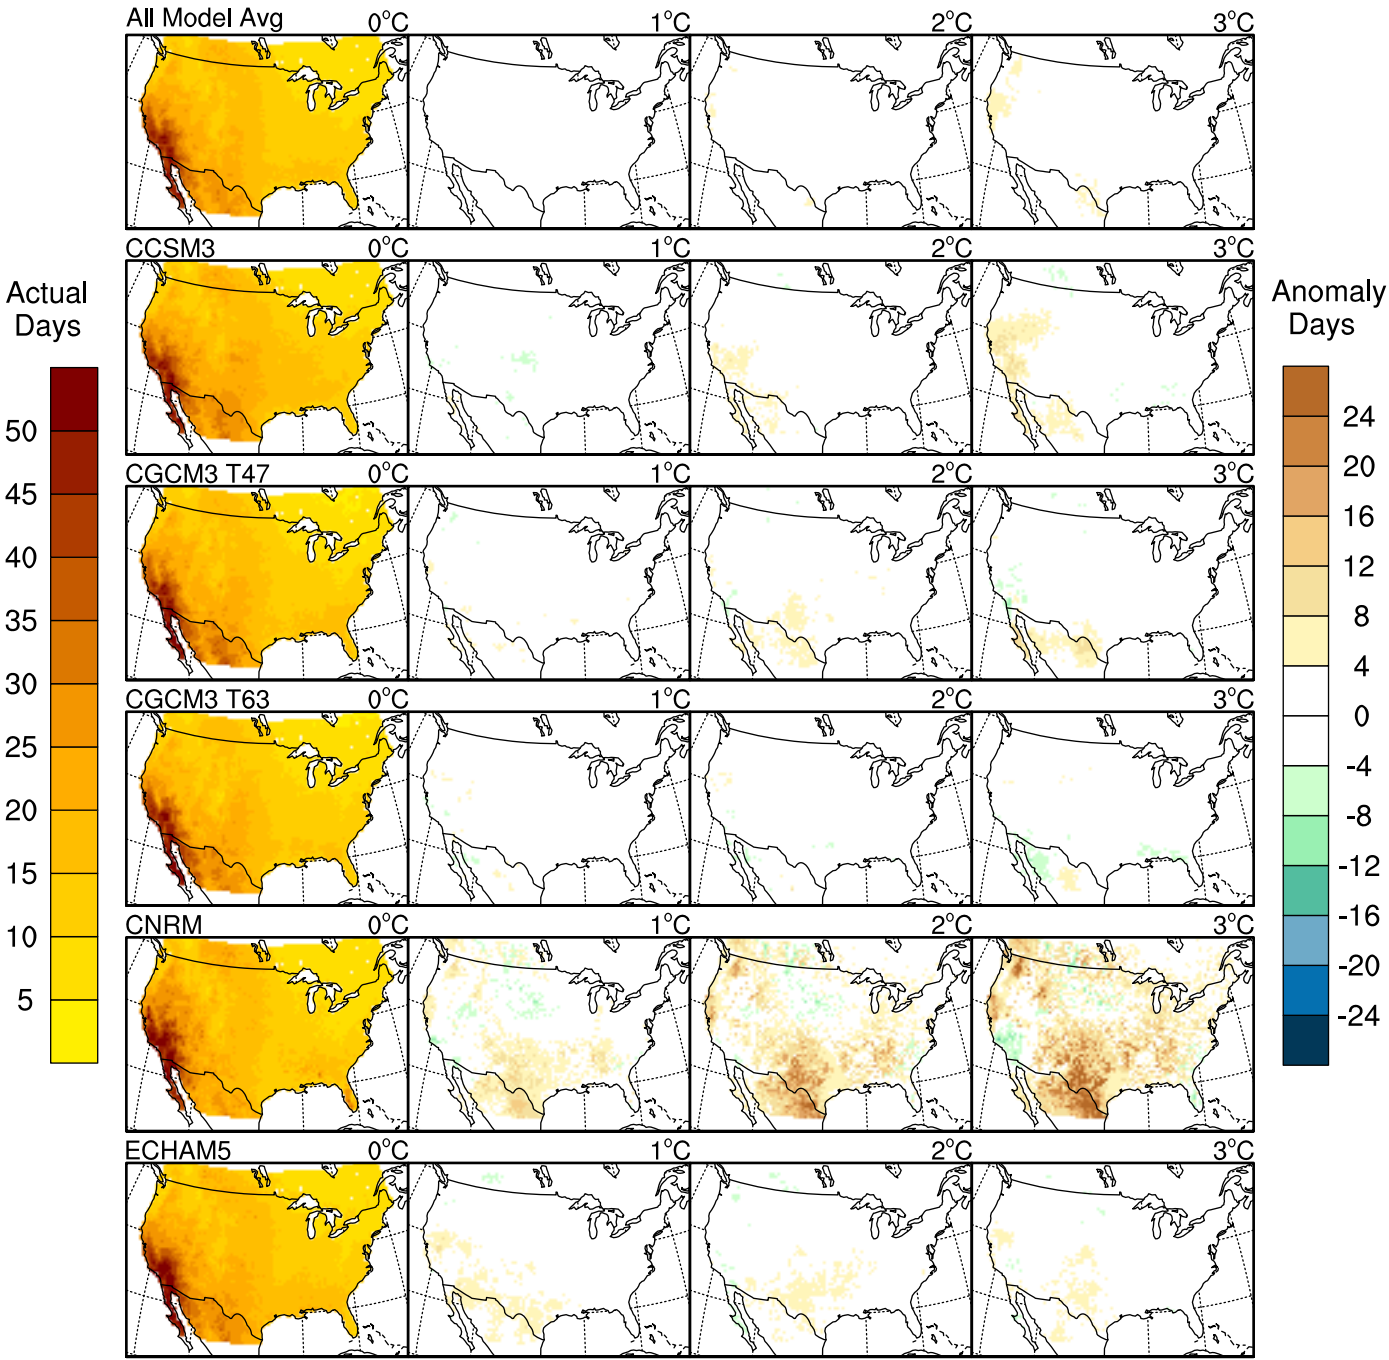 All Model Avg 0°C 1°C 2°C 3°C
CCSM3 0°C 1°C 2°C 3°C
Actual
Days
50
45
40
35
30
25
20
15
10
5
Anomaly
Days
24
20
16
12
8
4
0
-4
-8
-12
-16
-20
-24
CGCM3 T47 0°C 1°C 2°C 3°C
CGCM3 T63 0°C 1°C 2°C 3°C
CNRM 0°C 1°C 2°C 3°C
ECHAM5 0°C 1°C 2°C 3°C